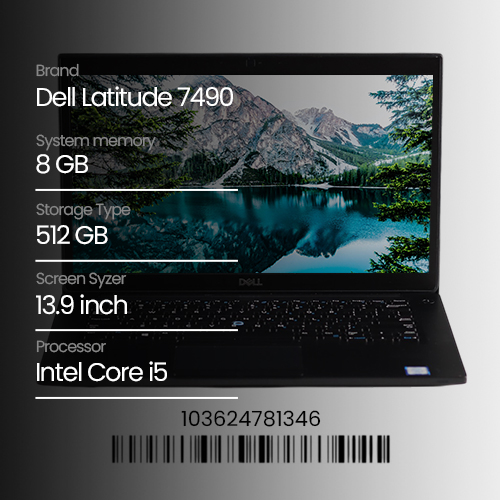 Brand
Dell Latitude 7490
System memory
8 GB
Storage Type
512 GB
Screen Syzer
13.9 inch
Processor
Intel Core i5
DELL
103624781346